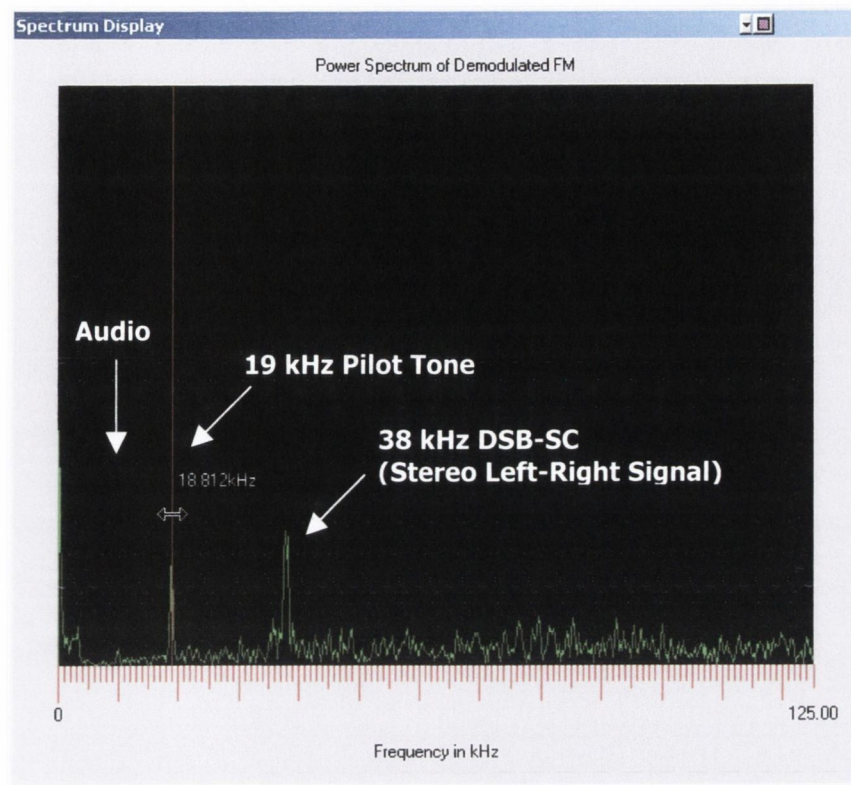 Spectrum Display
Power Spectrum of Demodulated FM
Audio
19 kHz Pilot Tone
38 kHz DSB-SC
(Stereo Left-Right Signal)
18.812kHz
0
125.00
Frequency in kHz